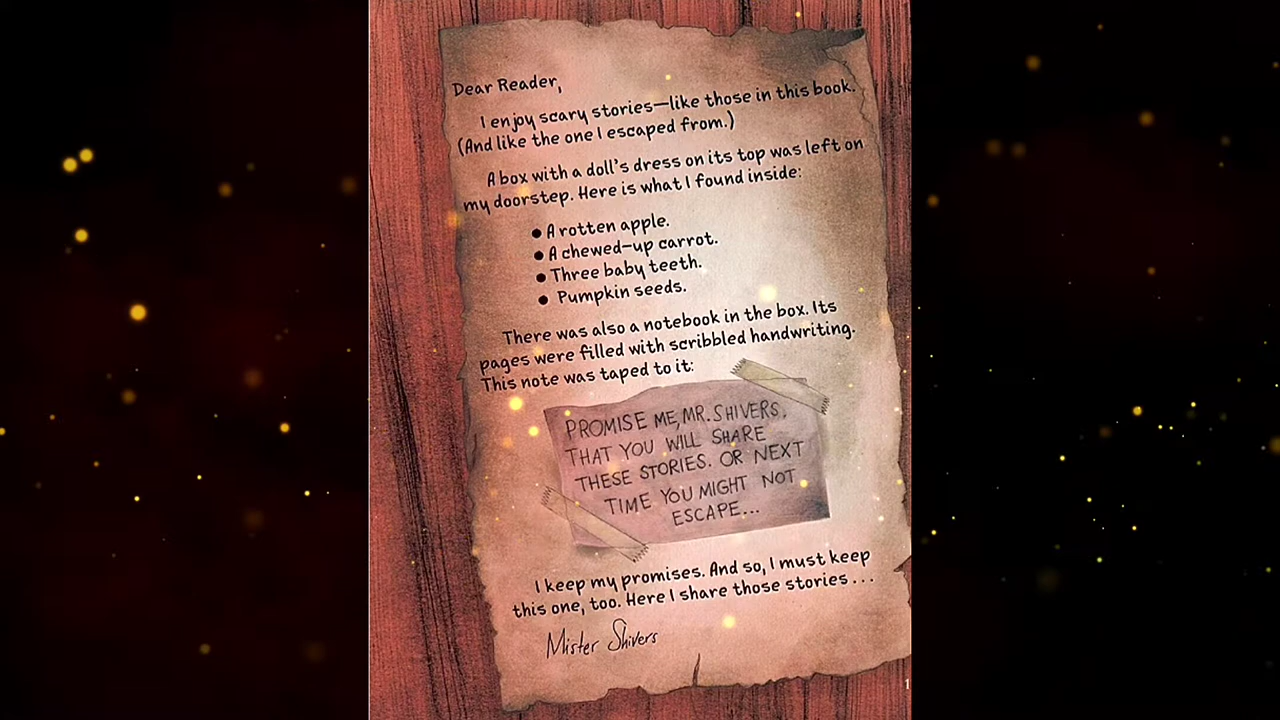 Dear Reader,
I enjoy scary stories—like those in this book.
(And like the one I escaped from.)
A box with a doll's dress on its top was left on
my doorstep. Here is what I found inside:
● A rotten apple.
● A chewed-up carrot.
● Three baby teeth.
● Pumpkin seeds.
There was also a notebook in the box. Its
pages were filled with scribbled handwriting.
This note was taped to it:
PROMISE ME, MR. SHIVERS,
THAT YOU WILL SHARE
THESE STORIES. OR NEXT
TIME YOU MIGHT NOT
ESCAPE...
I keep my promises. And so, I must keep
this one, too. Here I share those stories . . .
Mister Shivers
1